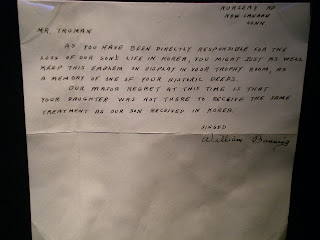 NURSERY RD
NEW CANAAN
CONN.
MR. TRUMAN
AS YOU HAVE BEEN DIRECTLY RESPONSIBLE FOR THE
LOSS OF OUR SON'S LIFE IN KOREA, YOU MIGHT JUST AS WELL
KEEP THIS EMBLEM ON DISPLAY IN YOUR TROPHY ROOM, AS
A MEMORY OF ONE OF YOUR HISTORIC DEEDS.
OUR MAJOR REGRET AT THIS TIME IS THAT
YOUR DAUGHTER WAS NOT THERE TO RECEIVE THE SAME
TREATMENT AS OUR SON RECEIVED IN KOREA.
SIGNED
William Banning